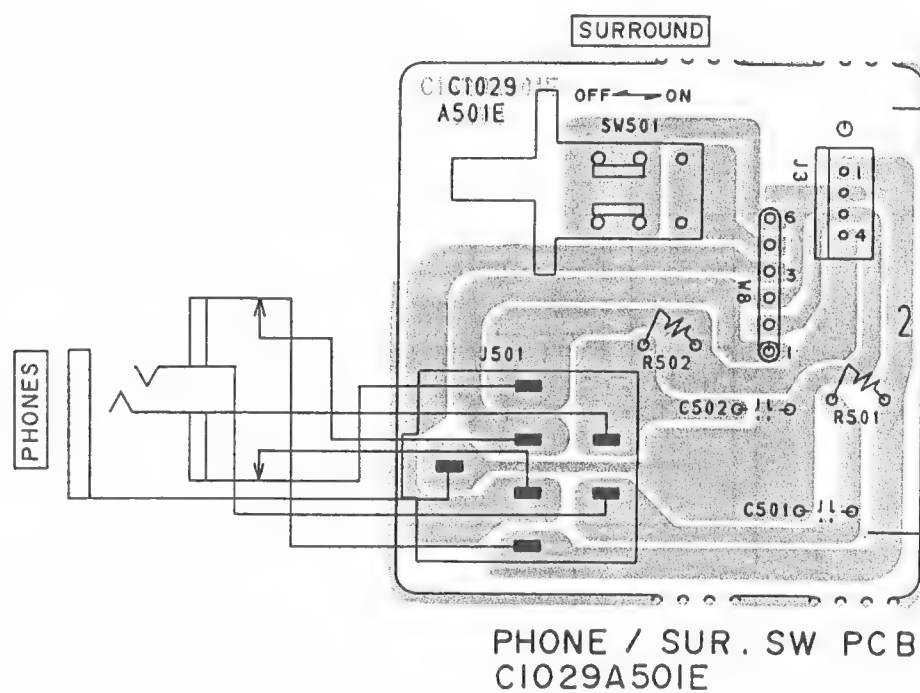 SURROUND
C1029
A501E
OFF ON
SW501
J3
1
4
6
3
W8
1
2
J501
R502
R501
C502
C501
PHONES
PHONE / SUR. SW PCB
C1029A501E